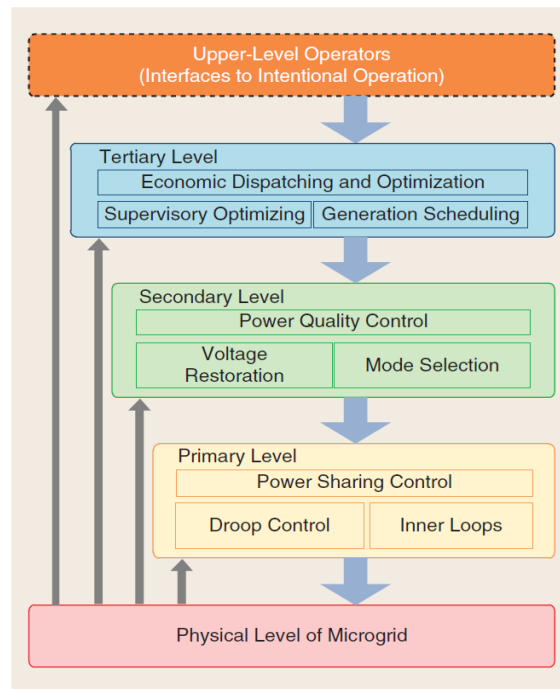 Upper-Level Operators
(Interfaces to Intentional Operation)
Tertiary Level
Economic Dispatching and Optimization
Supervisory Optimizing
Generation Scheduling
Secondary Level
Power Quality Control
Voltage
Restoration
Mode Selection
Primary Level
Power Sharing Control
Droop Control
Inner Loops
Physical Level of Microgrid